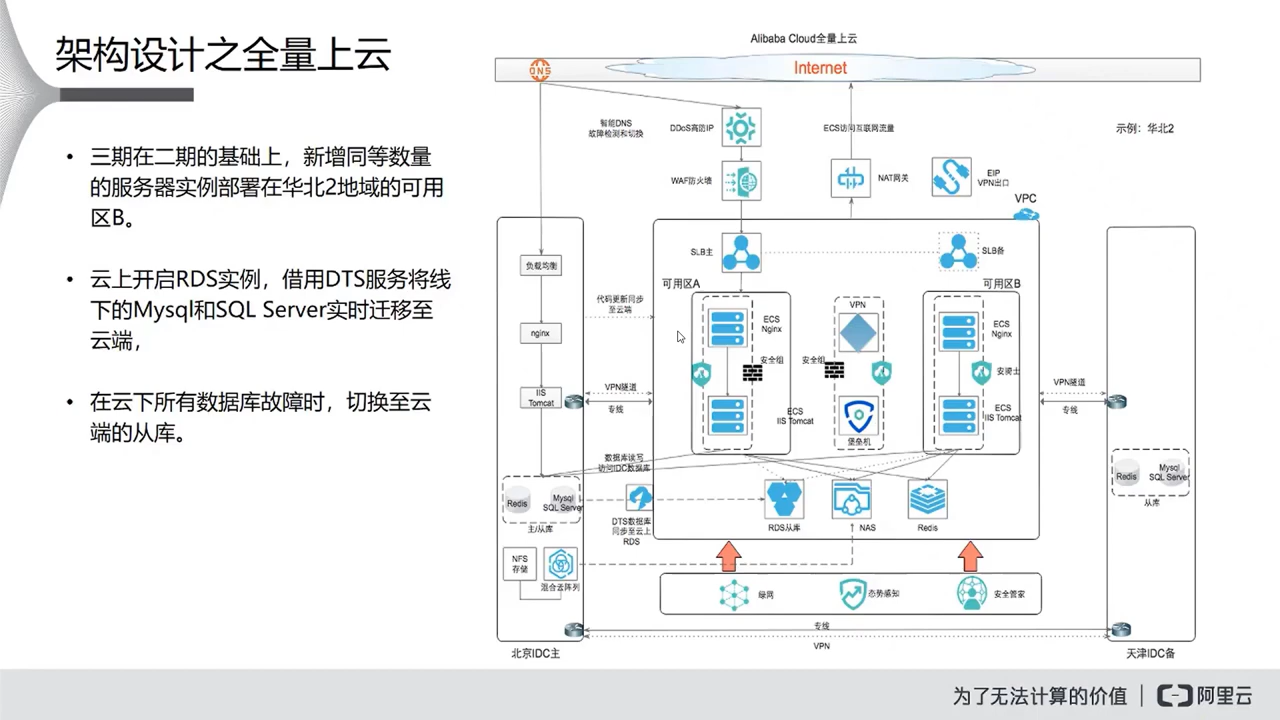 架构设计之全量上云
• 三期在二期的基础上，新增同等数量
的服务器实例部署在华北2地域的可用
区B。
• 云上开启RDS实例，借用DTS服务将线
下的Mysql和SQL Server实时迁移至
云端，
• 在云下所有数据库故障时，切换至云
端的从库。
Alibaba Cloud全量上云
DNS
Internet
智能DNS
故障检测和切换
DDoS高防IP
ECS访问互联网流量
示例：华北2
WAF防火墙
NAT网关
EIP
VPN出口
VPC
SLB主
SLB备
负载均衡
可用区A
可用区B
代码更新同步
至云端
ECS
Nginx
VPN
ECS
Nginx
nginx
安全组
安全组
安骑士
IIS
Tomcat
VPN隧道
专线
VPN隧道
专线
ECS
IIS Tomcat
堡垒机
ECS
IIS Tomcat
数据库读写
访问IDC数据库
Redis
Mysql
SQL Server
主/从库
DTS数据库
同步至云上
RDS
RDS从库
NAS
Redis
Redis
Mysql
SQL Server
从库
NFS
存储
混合云阵列
绿网
态势感知
安全管家
专线
VPN
北京IDC主
天津IDC备
为了无法计算的价值
阿里云